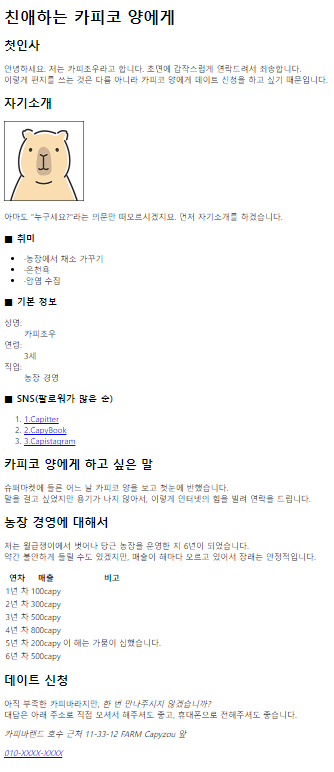 친애하는 카피코 양에게
첫인사
안녕하세요. 저는 카피조우라고 합니다. 초면에 갑작스럽게 연락드려서 죄송합니다.
이렇게 편지를 쓰는 것은 다름 아니라 카피코 양에게 데이트 신청을 하고 싶기 때문입니다.
자기소개
아마도 "누구세요?"라는 의문만 떠오르시겠지요. 먼저 자기소개를 하겠습니다.
■ 취미
• ·농장에서 채소 가꾸기
• ·온천욕
• ·암염 수집
■ 기본 정보
성명:
카피조우
연령:
3세
직업:
농장 경영
■ SNS(팔로워가 많은 순)
1. 1.Capitter
2. 2.CapyBook
3. 3.Capistagram
카피코 양에게 하고 싶은 말
슈퍼마켓에 들른 어느 날 카피코 양을 보고 첫눈에 반했습니다.
말을 걸고 싶었지만 용기가 나지 않아서, 이렇게 인터넷의 힘을 빌려 연락을 드립니다.
농장 경영에 대해서
저는 월급쟁이에서 벗어나 당근 농장을 운영한 지 6년이 되었습니다.
약간 불안하게 들릴 수도 있겠지만, 매출이 해마다 오르고 있어서 장래는 안정적입니다.
연차 매출 비고
1년 차 100capy
2년 차 300capy
3년 차 500capy
4년 차 800capy
5년 차 200capy 이 해는 가뭄이 심했습니다.
6년 차 500capy
데이트 신청
아직 부족한 카피바라지만, 한 번 만나주시지 않겠습니까?
대답은 아래 주소로 직접 오셔서 해주셔도 좋고, 휴대폰으로 전해주셔도 좋습니다.
카피바랜드 호수 근처 11-33-12 FARM Capyzou 앞
010-XXXX-XXXX